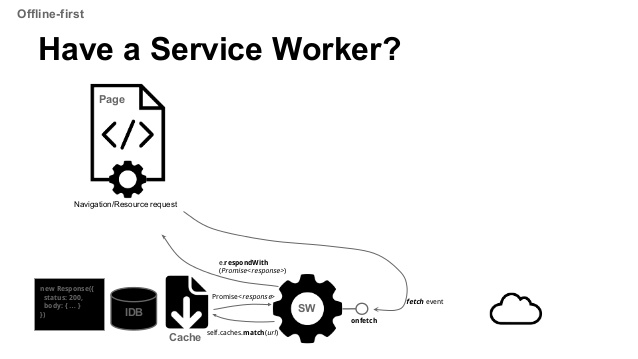 Offline-first
Have a Service Worker?
Page
</>
Navigation/Resource request
e.respondWith
(Promise<response>)
new Response({
status: 200,
body: { ... }
})
IDB
Promise<response>
SW
fetch event
onfetch
self.caches.match(url)
Cache